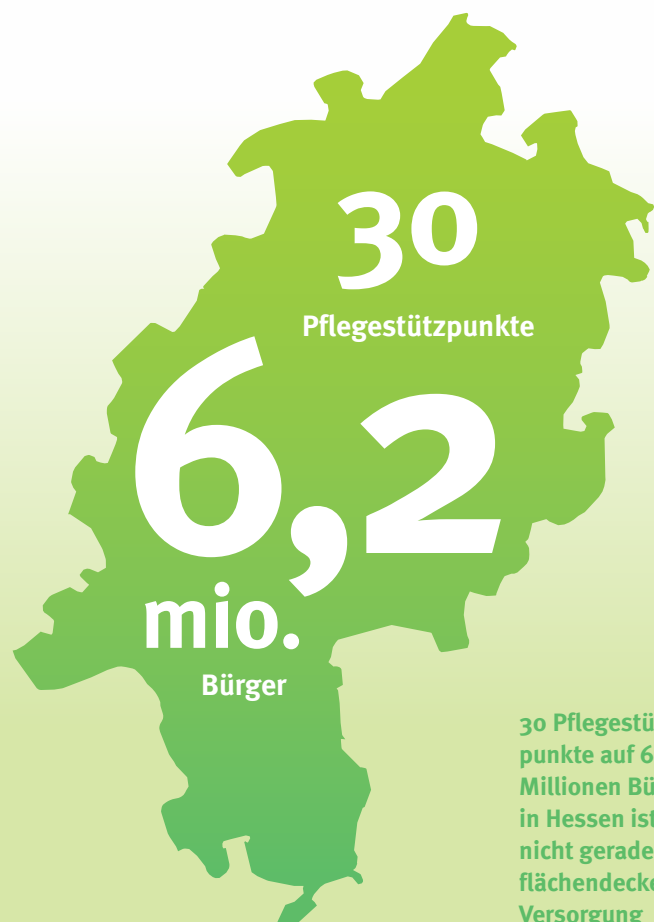 30
Pflegestützpunkte
6,2
mio.
Bürger
30 Pflegestü
punkte auf 6
Millionen Bü
in Hessen ist
nicht gerade
flächendecke
Versorgung